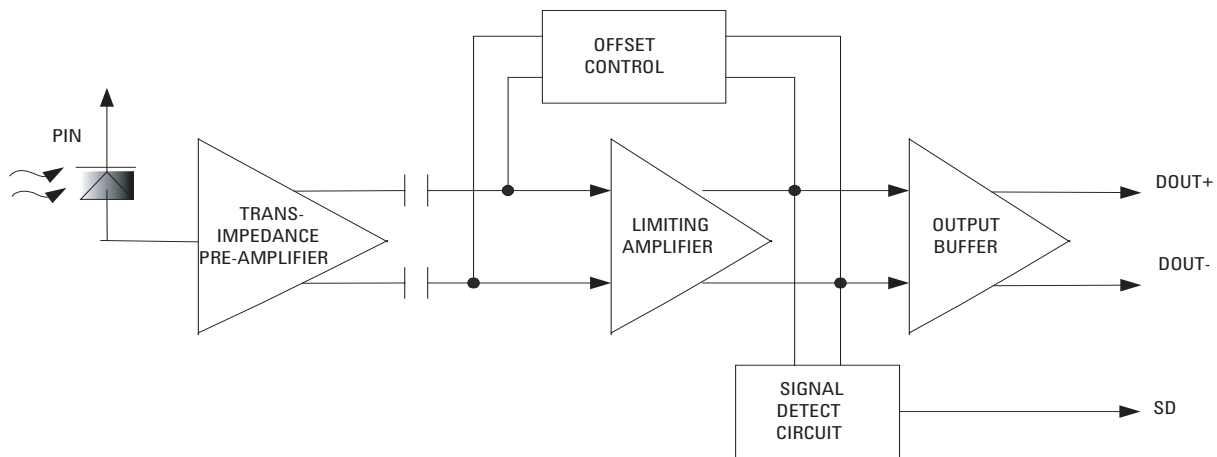 OFFSET
CONTROL
PIN
TRANS-
IMPEDANCE
PRE-AMPLIFIER
LIMITING
AMPLIFIER
OUTPUT
BUFFER
DOUT+
DOUT-
SIGNAL
DETECT
CIRCUIT
SD